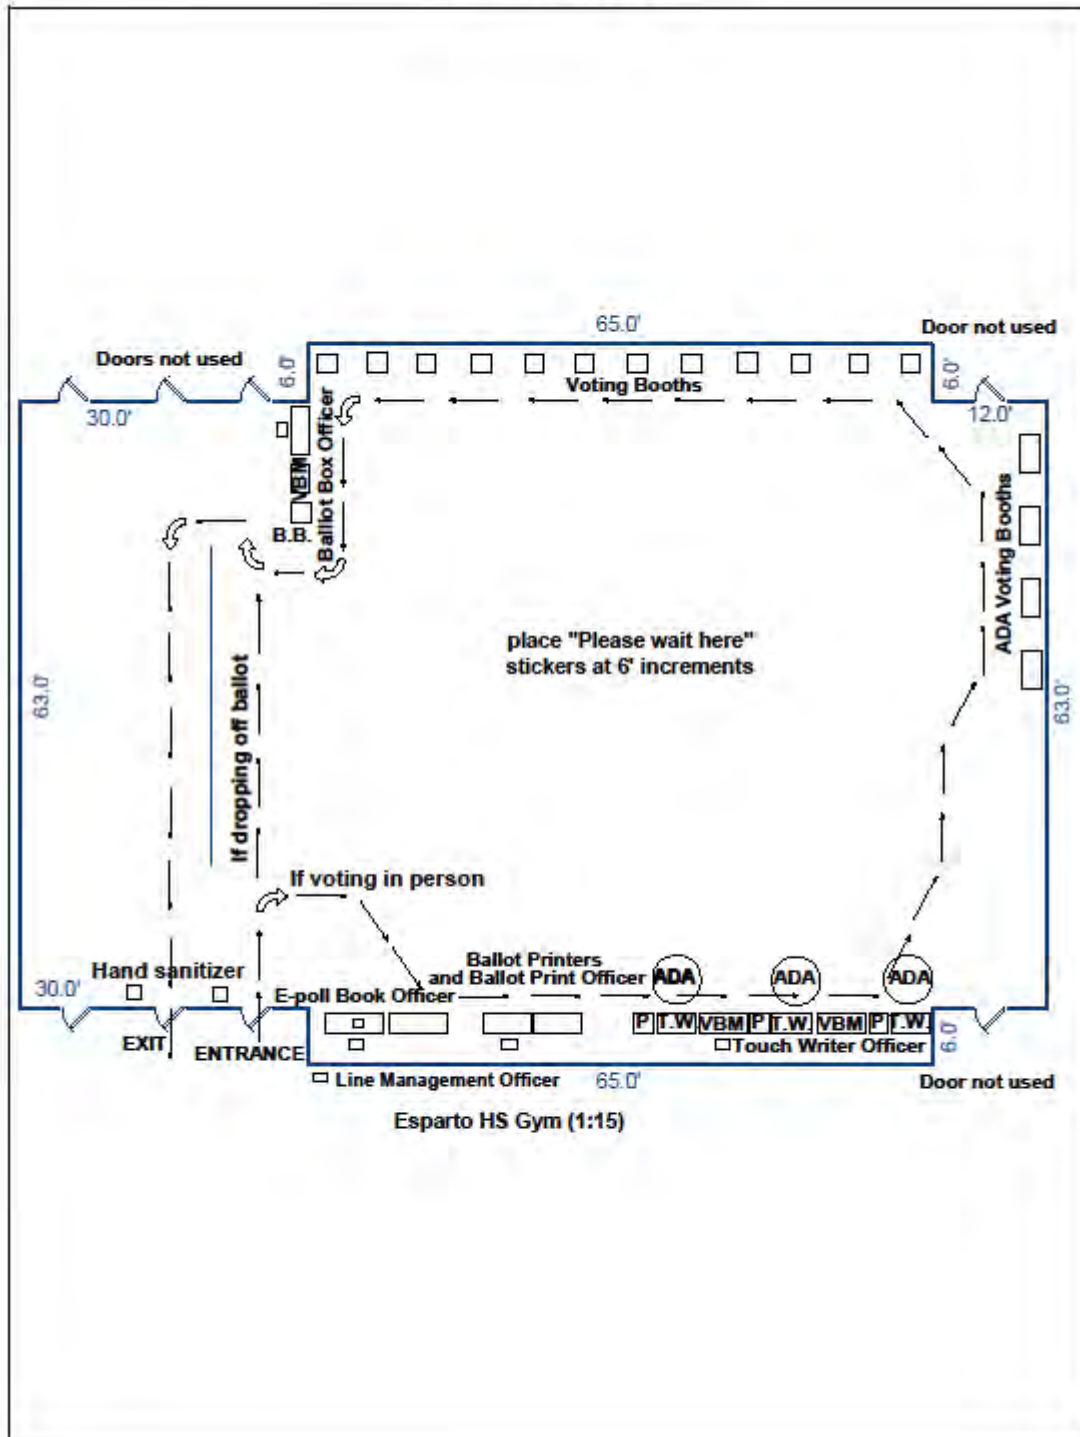 65.0'
Door not used
Doors not used
6.0'
6.0'
Voting Booths
30.0'
12.0'
VBM
Balllot Box Officer
B.B.
ADA Voting Booths
place "Please wait here"
stickers at 6' increments
63.0'
63.0'
If dropping off ballot
If voting in person
Ballot Printers
and Ballot Print Officer
ADA
ADA
ADA
Hand sanitizer
30.0'
E-poll Book Officer
P
T.W.
VBM
P
T.W.
VBM
P
T.W.
6.0'
EXIT
ENTRANCE
Touch Writer Officer
Line Management Officer
65.0'
Door not used
Esparto HS Gym (1:15)